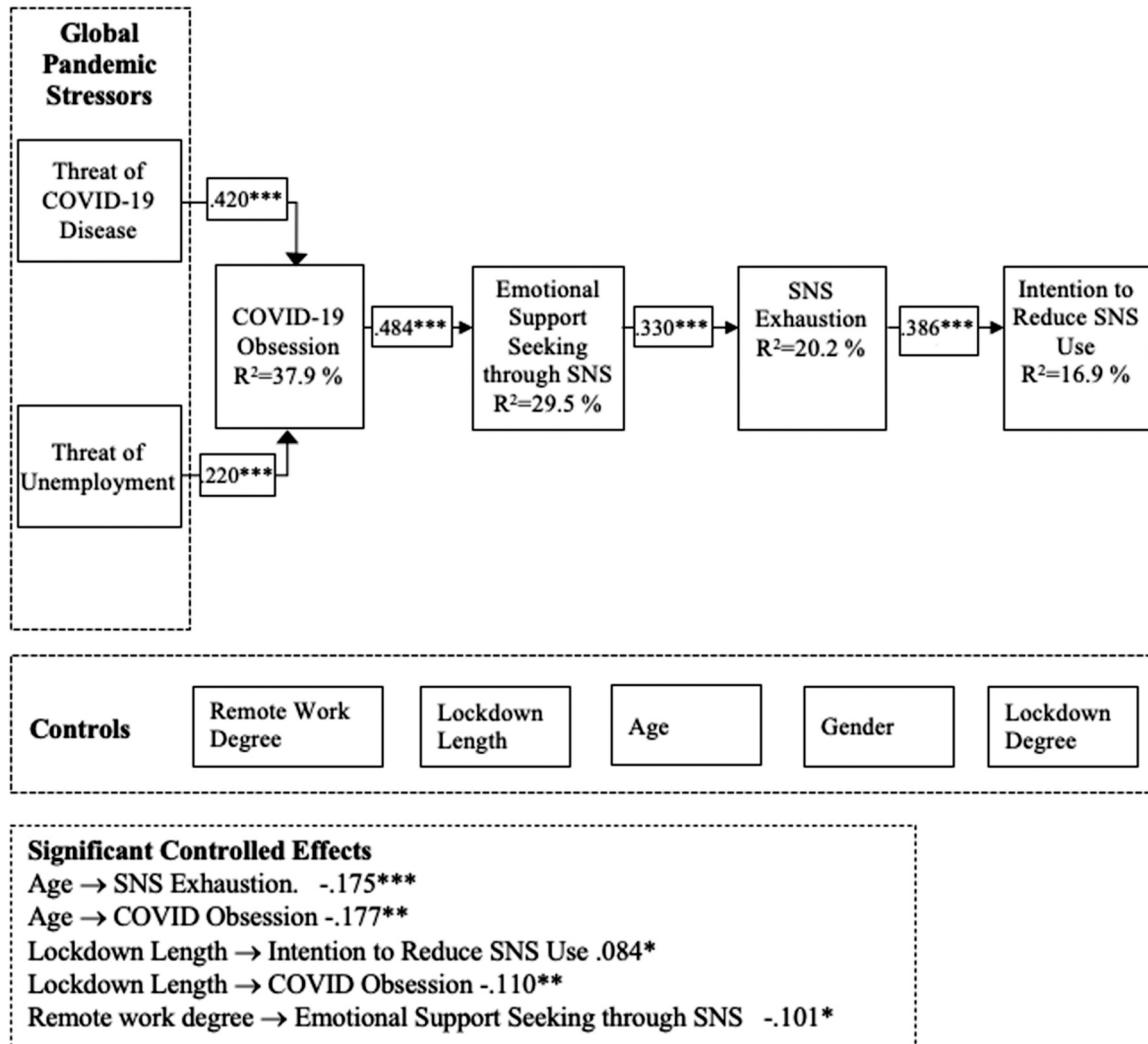 Global
Pandemic
Stressors
Threat of
COVID-19
Disease
.420***
Threat of
Unemployment
.220***
COVID-19
Obsession
R²=37.9 %
.484***
Emotional
Support
Seeking
through SNS
R²=29.5 %
.330***
SNS
Exhaustion
R²=20.2 %
.386***
Intention to
Reduce SNS
Use
R²=16.9 %
Controls
Remote Work
Degree
Lockdown
Length
Age
Gender
Lockdown
Degree
Significant Controlled Effects
Age → SNS Exhaustion. -.175***
Age → COVID Obsession -.177**
Lockdown Length → Intention to Reduce SNS Use .084*
Lockdown Length → COVID Obsession -.110**
Remote work degree → Emotional Support Seeking through SNS -.101*